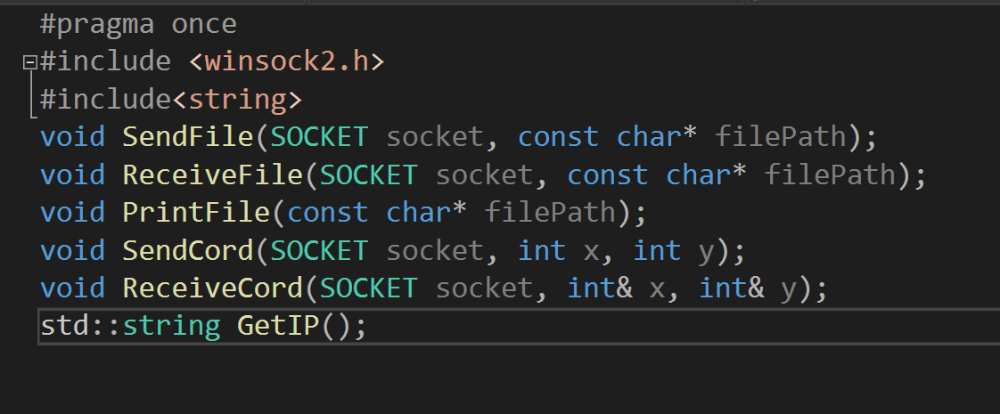 #pragma once
#include <winsock2.h>
#include<string>
void SendFile(SOCKET socket, const char* filePath);
void ReceiveFile(SOCKET socket, const char* filePath);
void PrintFile(const char* filePath);
void SendCord(SOCKET socket, int x, int y);
void ReceiveCord(SOCKET socket, int& x, int& y);
std::string GetIP();